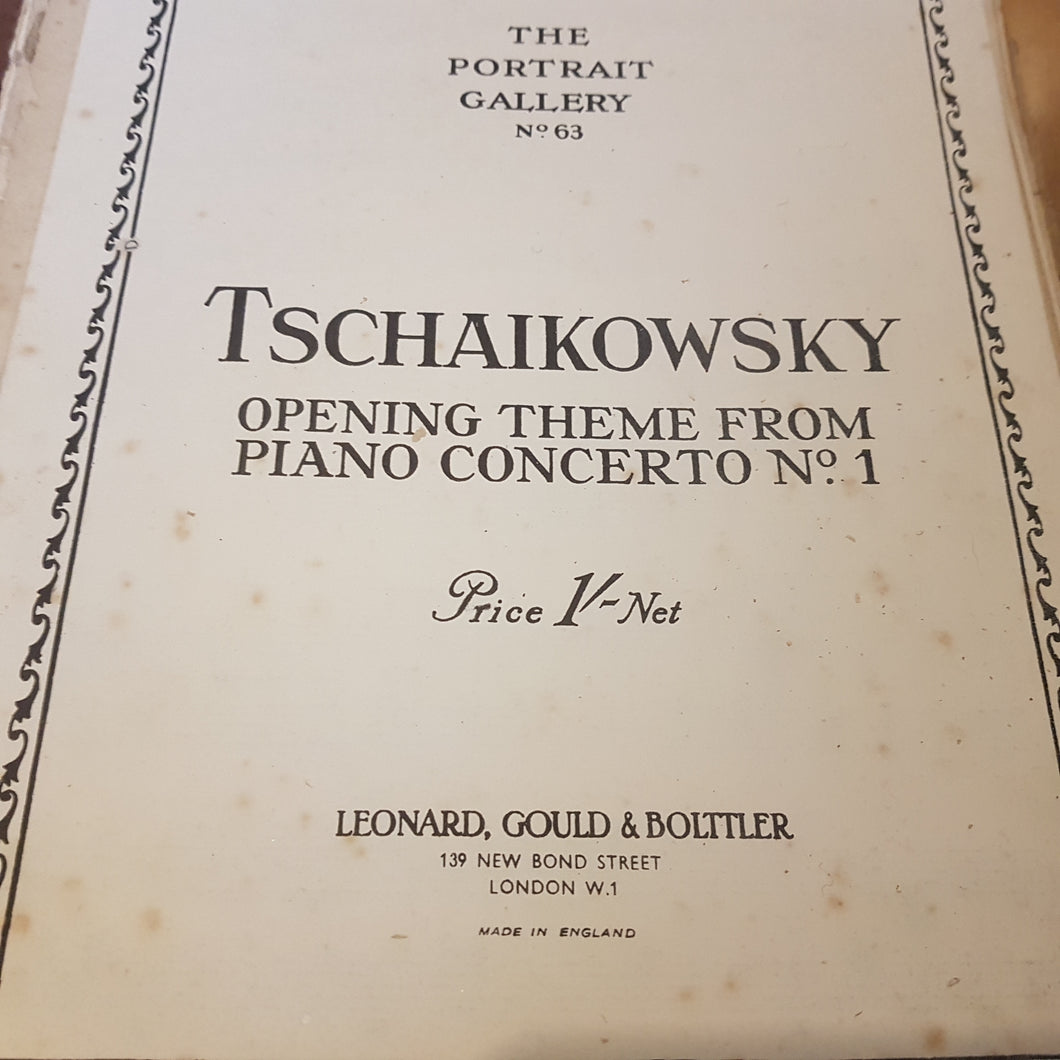 THE
PORTRAIT
GALLERY
Nº 63
TSCHAIKOWSKY
OPENING THEME FROM
PIANO CONCERTO Nº. 1
Price 1/- Net
LEONARD, GOULD & BOLTTLER
139 NEW BOND STREET
LONDON W.1
MADE IN ENGLAND